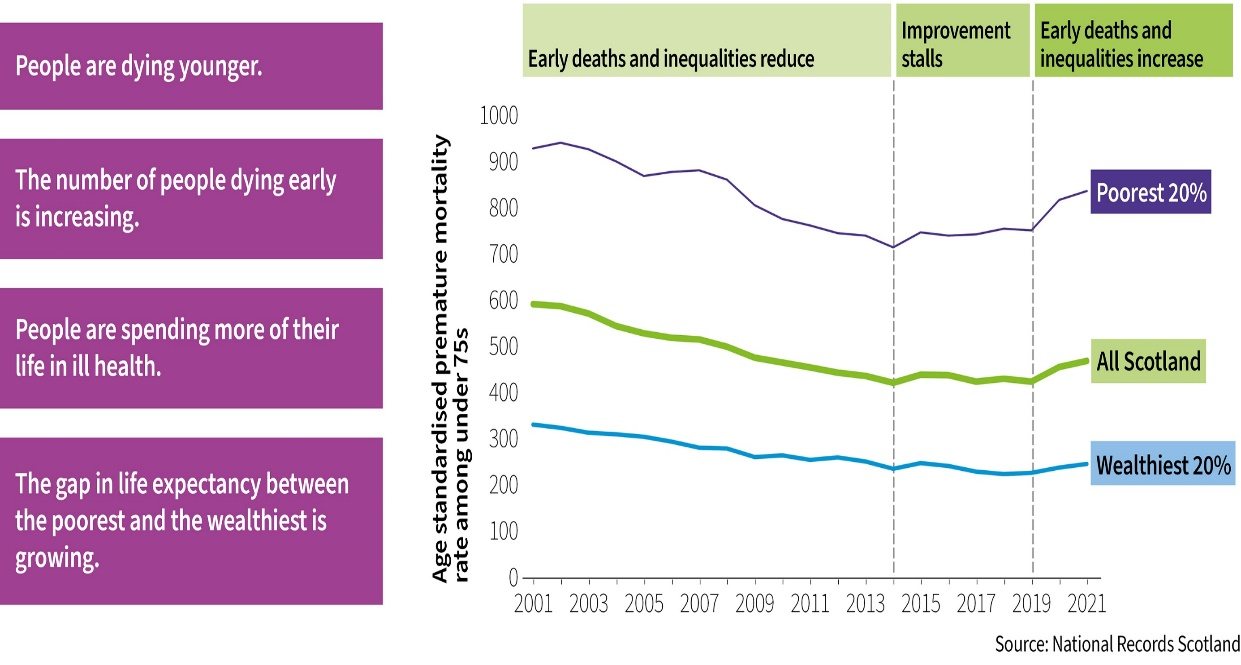 People are dying younger.
The number of people dying early
is increasing.
People are spending more of their
life in ill health.
The gap in life expectancy between
the poorest and the wealthiest is
growing.
Early deaths and inequalities reduce
Improvement
stalls
Early deaths and
inequalities increase
Age standardised premature mortality
rate among under 75s
1000
900
800
700
600
500
400
300
200
100
0
Poorest 20%
All Scotland
Wealthiest 20%
2001 2003 2005 2007 2009 2011 2013 2015 2017 2019 2021
Source: National Records Scotland